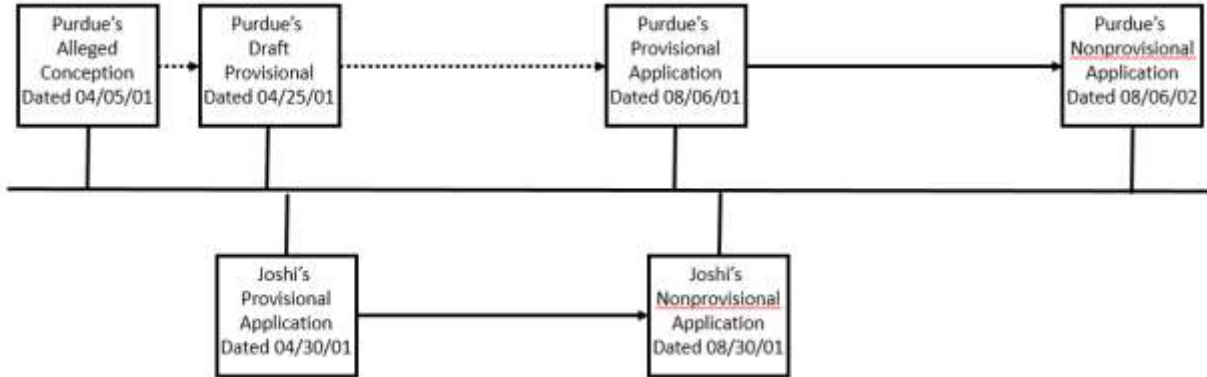 Purdue's
Alleged
Conception
Dated 04/05/01
Purdue's
Draft
Provisional
Dated 04/25/01
Purdue's
Provisional
Application
Dated 08/06/01
Purdue's
Nonprovisional
Application
Dated 08/06/02
Joshi's
Provisional
Application
Dated 04/30/01
Joshi's
Nonprovisional
Application
Dated 08/30/01